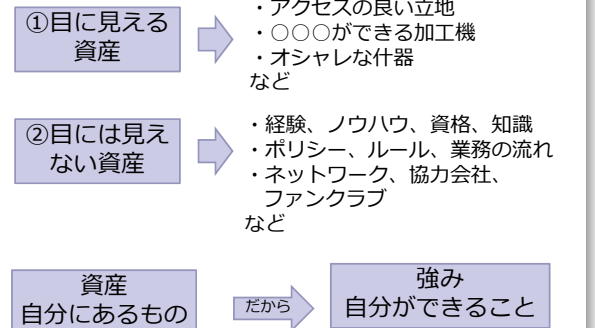 ①目に見える
資産
・アクセスの良い立地
・○○○ができる加工機
・オシャレな什器
など
②目には見え
ない資産
・経験、ノウハウ、資格、知識
・ポリシー、ルール、業務の流れ
・ネットワーク、協力会社、
ファンクラブ
など
資産
自分にあるもの
だから
強み
自分ができること